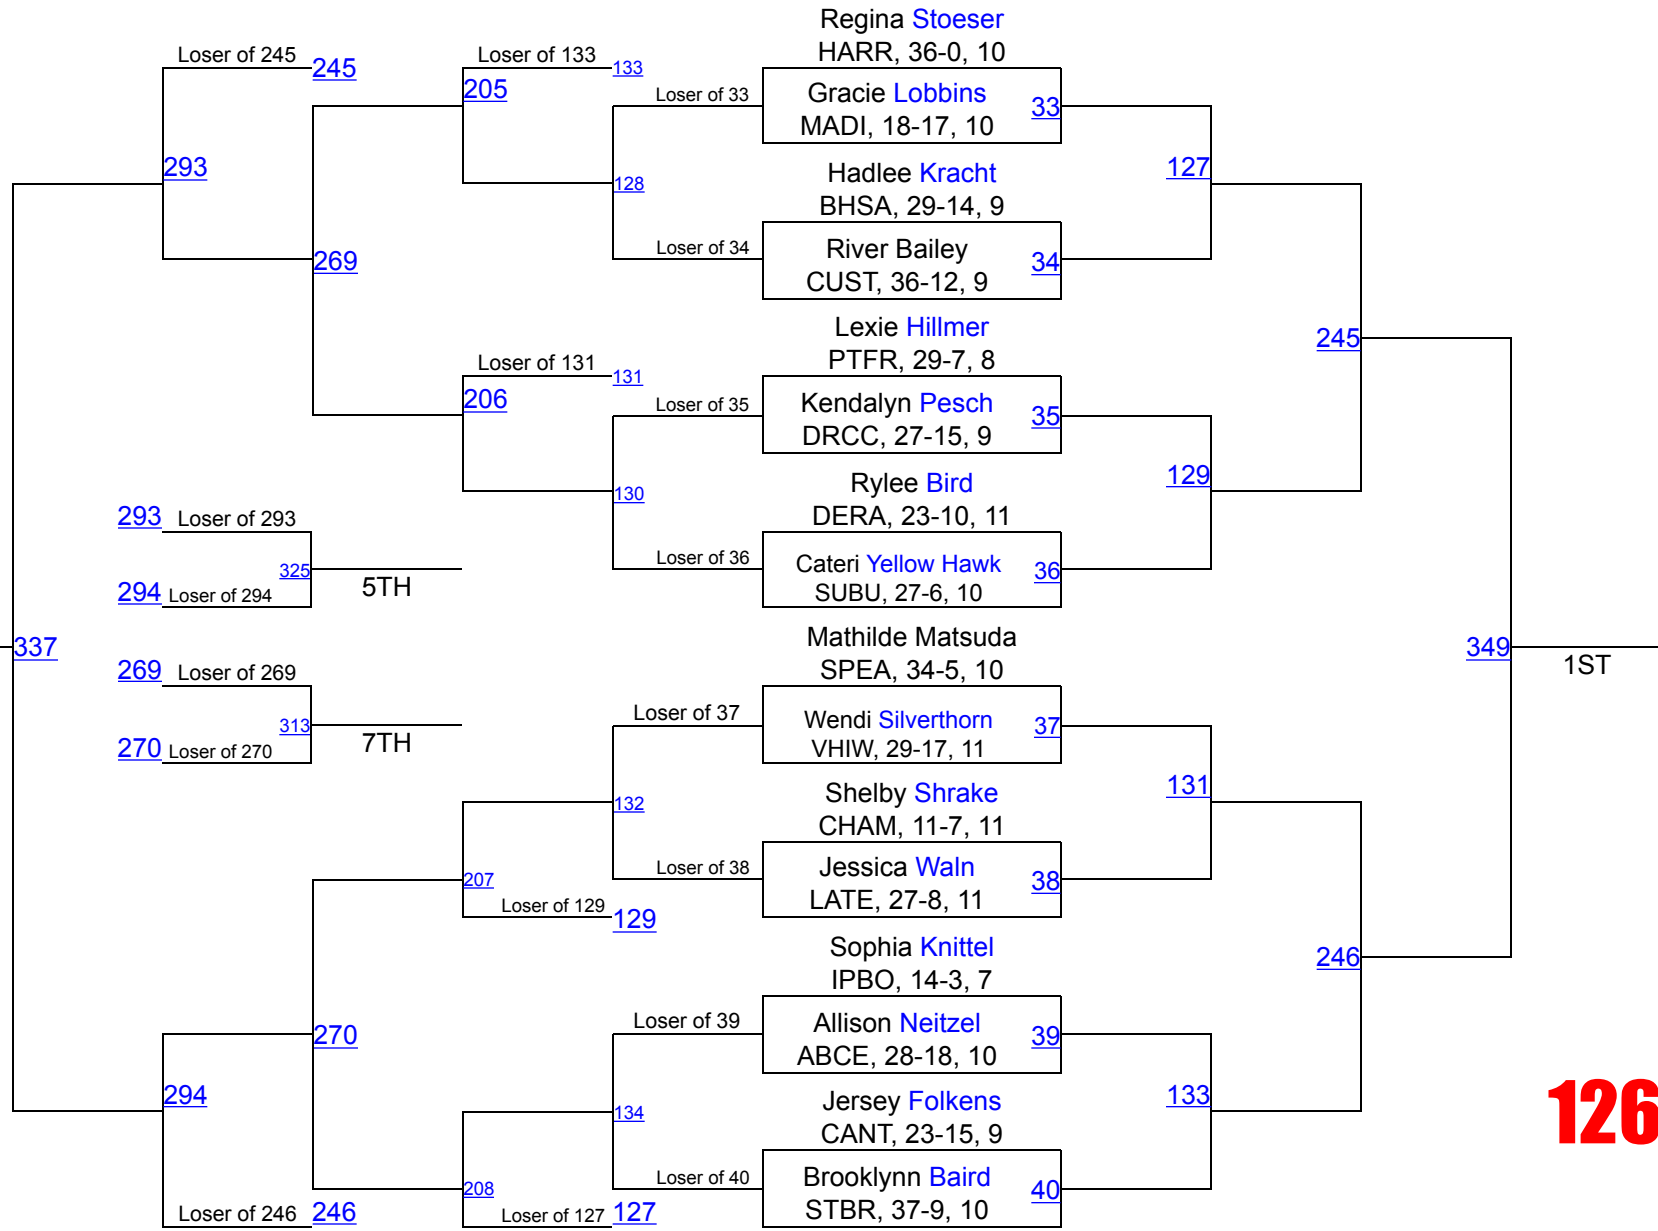 Regina Stoeser
HARR, 36-0, 10
Loser of 245 245
Loser of 133 133
205
Loser of 33
Gracie Lobbins
MADI, 18-17, 10
33
293
128
Hadlee Kracht
BHSA, 29-14, 9
127
Loser of 34
River Bailey
CUST, 36-12, 9
34
269
Lexie Hillmer
PTFR, 29-7, 8
245
Loser of 131 131
206
Loser of 35
Kendalyn Pesch
DRCC, 27-15, 9
35
130
Rylee Bird
DERA, 23-10, 11
129
293 Loser of 293
325
5TH
294 Loser of 294
Loser of 36
Cateri Yellow Hawk
SUBU, 27-6, 10
36
337
Mathilde Matsuda
SPEA, 34-5, 10
349
1ST
269 Loser of 269
313
7TH
270 Loser of 270
Loser of 37
Wendi Silverthorn
VHIW, 29-17, 11
37
132
Shelby Shrake
CHAM, 11-7, 11
131
207
Loser of 129 129
Loser of 38
Jessica Waln
LATE, 27-8, 11
38
Sophia Knittel
IPBO, 14-3, 7
246
270
Loser of 39
Allison Neitzel
ABCE, 28-18, 10
39
294
134
Jersey Folkens
CANT, 23-15, 9
133
126
208
Loser of 40
Brooklynn Baird
STBR, 37-9, 10
40
Loser of 246 246
Loser of 127 127